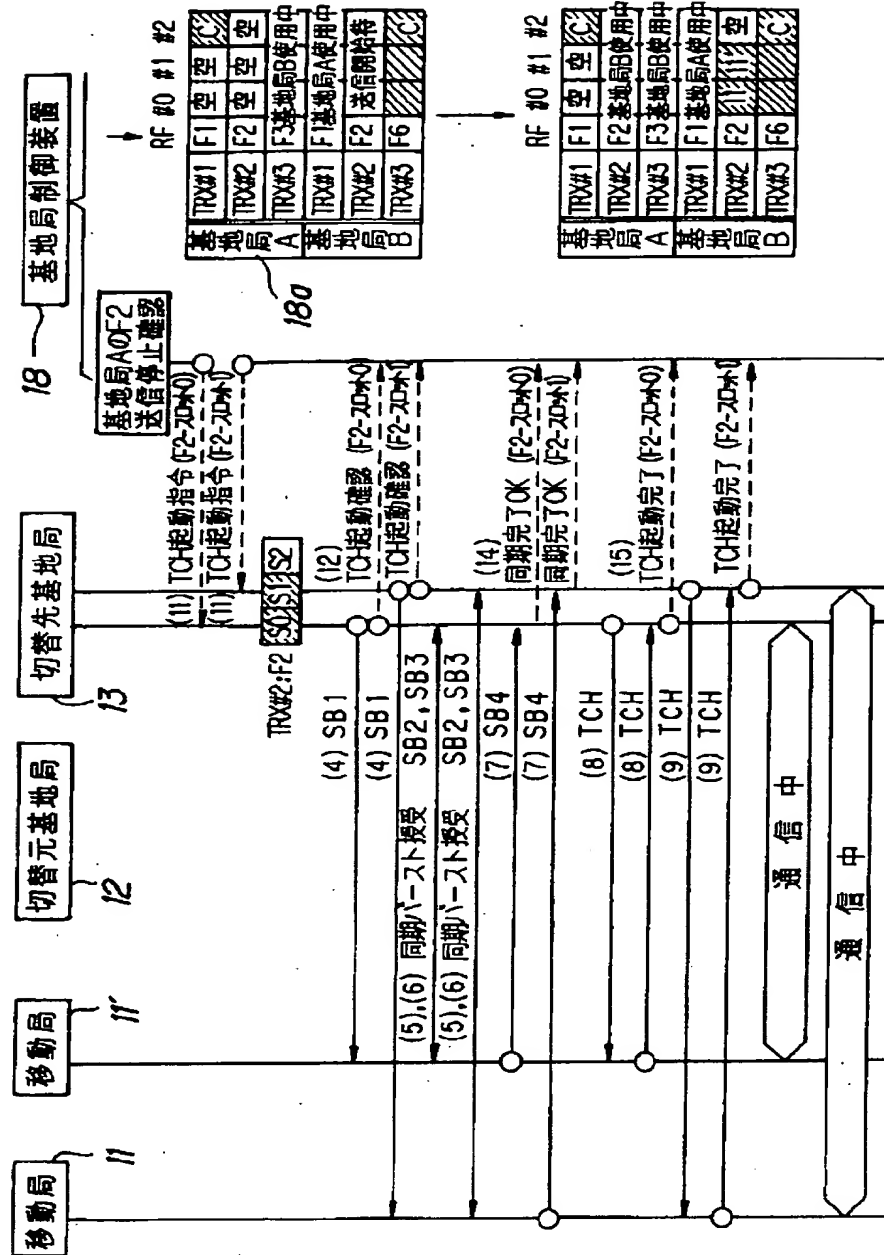 移動局
11
移動局
11'
切替元基地局
12
切替先基地局
13
18
基地局制御装置
基地局AのF2
送信停止確認
(11) TCH起動指令(F2-スロット0)
(11) TCH起動指令(F2-スロット1)
TRX#2:F2
S0 S1 S2
(4) SB1
(12)
TCH起動確認 (F2-スロット0)
(4) SB1
TCH起動確認 (F2-スロット1)
(5),(6) 同期バースト授受 SB2,SB3
(5),(6) 同期バースト授受 SB2,SB3
(14)
(7) SB4
同期完了OK (F2-スロット0)
(7) SB4
同期完了OK (F2-スロット1)
(15)
(8) TCH
TCH起動完了 (F2-スロット0)
(8) TCH
(9) TCH
TCH起動完了 (F2-スロット1)
(9) TCH
通信中
通信中
RF #0 #1 #2
基地局A
TRX#1 F1 空 空 C
TRX#2 F2 空 空 空
TRX#3 F3 基地局B使用中
基地局B
TRX#1 F1 基地局A使用中
TRX#2 F2 送信開始待
TRX#3 F6 C
18a
RF #0 #1 #2
基地局A
TRX#1 F1 空 空 C
TRX#2 F2 基地局B使用中
TRX#3 F3 基地局B使用中
基地局B
TRX#1 F1 基地局A使用中
TRX#2 F2 空
TRX#3 F6 C